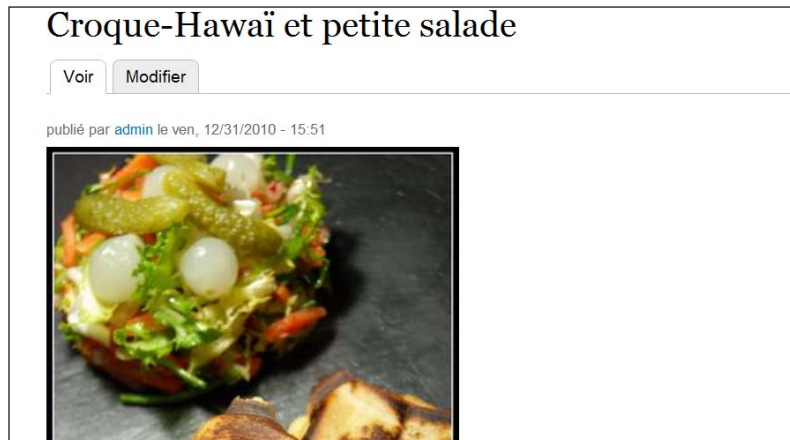 Croque-Hawaï et petite salade
Voir Modifier
publié par admin le ven, 12/31/2010 - 15:51